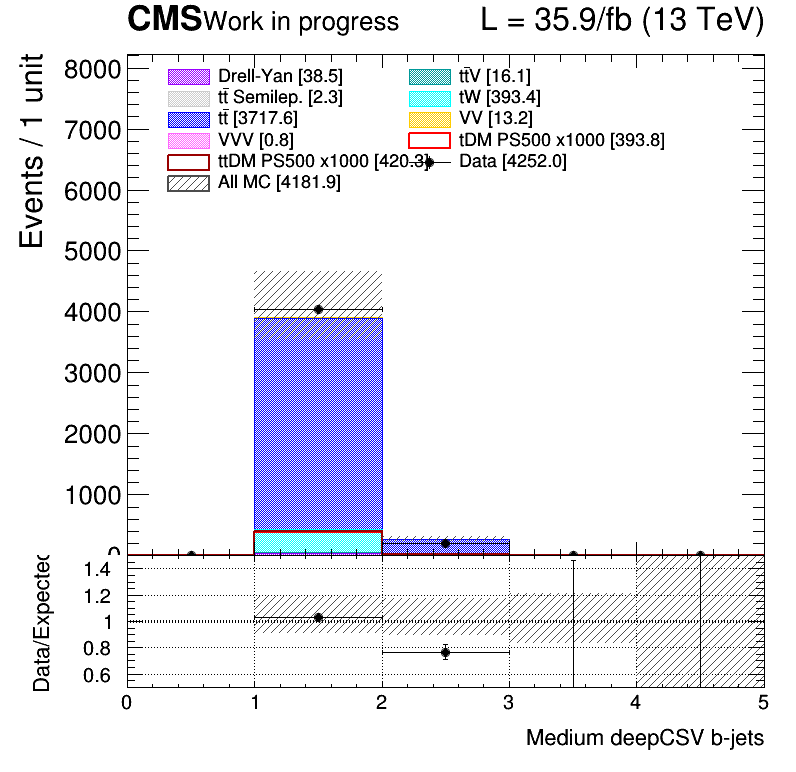 CMS Work in progress L = 35.9/fb (13 TeV)
Events / 1 unit
8000
7000
6000
5000
4000
3000
2000
1000
0
Drell-Yan [38.5]
tt̄V [16.1]
tt̄ Semilep. [2.3]
tW [393.4]
tt̄ [3717.6]
VV [13.2]
VVV [0.8]
tDM PS500 x1000 [393.8]
ttDM PS500 x1000 [420.3]
Data [4252.0]
All MC [4181.9]
Data/Expected
1.4
1.2
1
0.8
0.6
0 1 2 3 4 5
Medium deepCSV b-jets